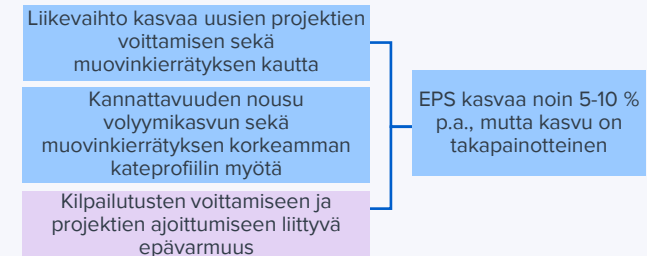 Liikevaihto kasvaa uusien projektien
voittamisen sekä
muovinkierrätyksen kautta
Kannattavuuden nousu
volyymikasvun sekä
muovinkierrätyksen korkeamman
kateprofiilin myötä
Kilpailutusten voittamiseen ja
projektien ajoittumiseen liittyvä
epävarmuus
EPS kasvaa noin 5-10 %
p.a., mutta kasvu on
takapainotteinen